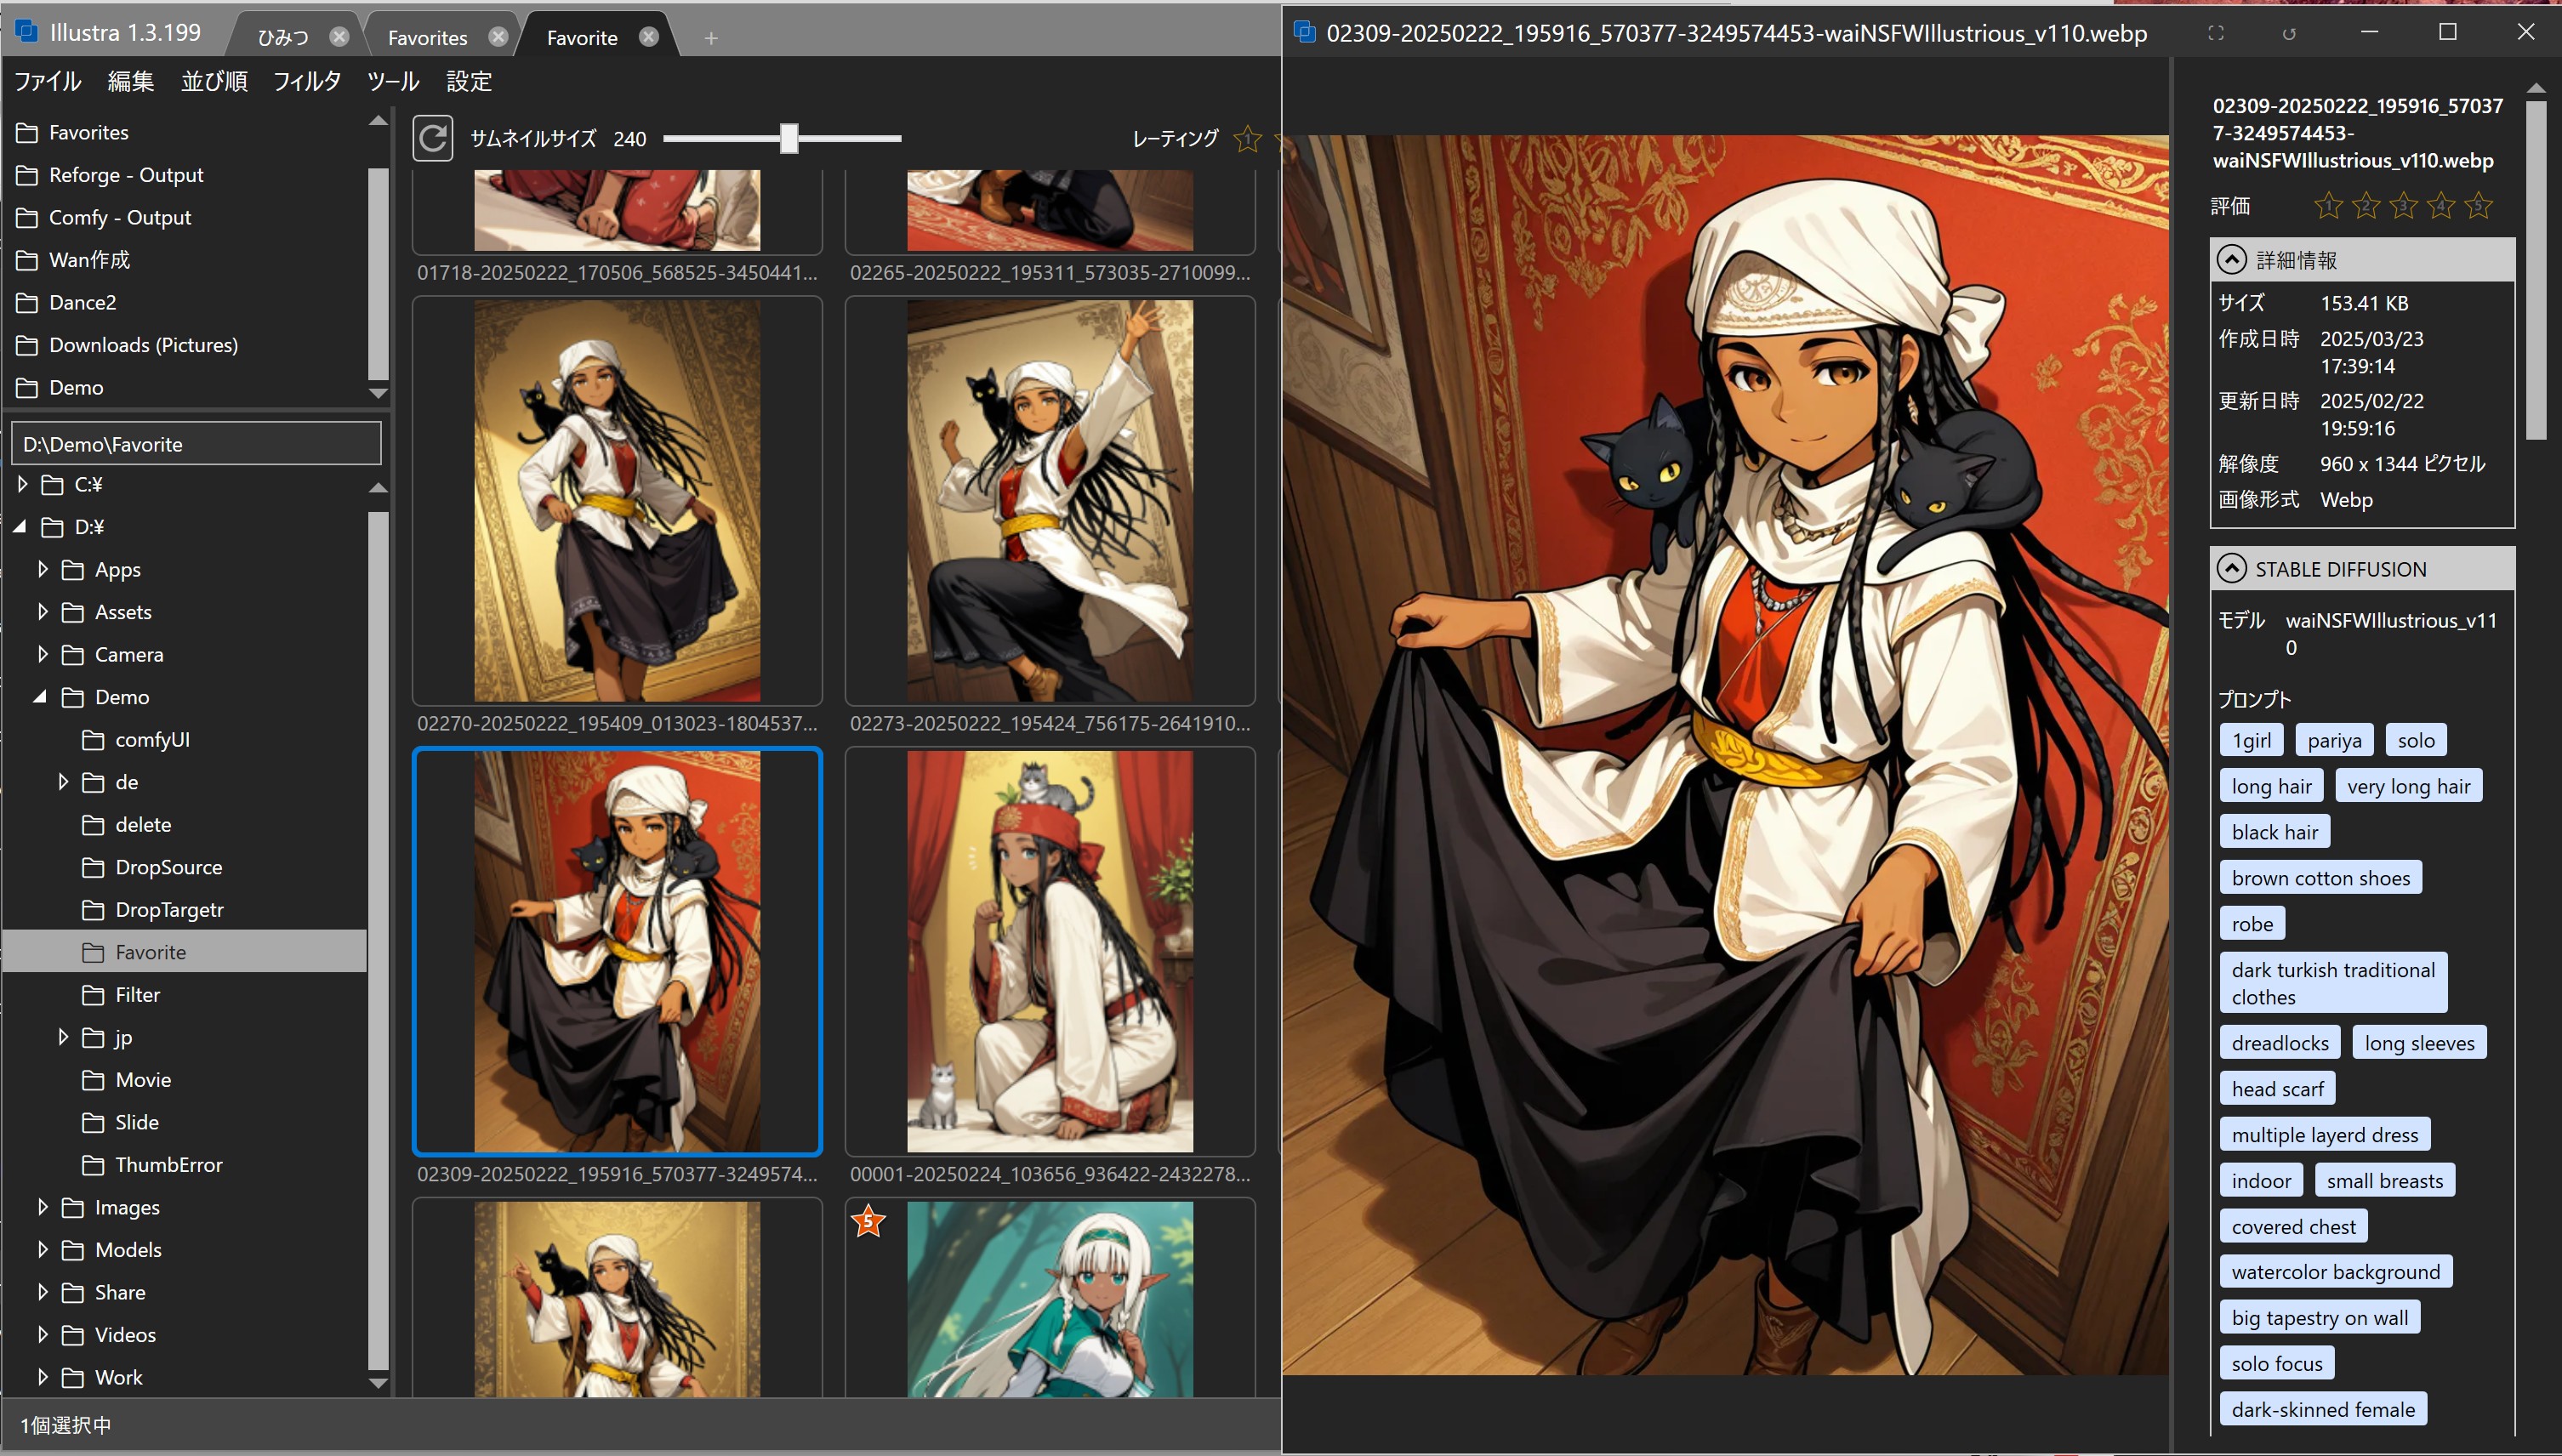 Illustra 1.3.199
ひみつ
Favorites
Favorite
ファイル 編集 並び順 フィルタ ツール 設定
Favorites
Reforge - Output
Comfy - Output
Wan作成
Dance2
Downloads (Pictures)
Demo
D:\Demo\Favorite
C:¥
D:¥
Apps
Assets
Camera
Demo
comfyUI
de
delete
DropSource
DropTargetr
Favorite
Filter
jp
Movie
Slide
ThumbError
Images
Models
Share
Videos
Work
1個選択中
サムネイルサイズ 240
レーティング 1
01718-20250222_170506_568525-3450441...
02265-20250222_195311_573035-2710099...
02270-20250222_195409_013023-1804537...
02273-20250222_195424_756175-2641910...
02309-20250222_195916_570377-3249574...
00001-20250224_103656_936422-2432278...
5
02309-20250222_195916_570377-3249574453-waiNSFWIllustrious_v110.webp
02309-20250222_195916_57037
7-3249574453-
waiNSFWIllustrious_v110.webp
評価 1 2 3 4 5
詳細情報
サイズ 153.41 KB
作成日時 2025/03/23
17:39:14
更新日時 2025/02/22
19:59:16
解像度 960 x 1344 ピクセル
画像形式 Webp
STABLE DIFFUSION
モデル waiNSFWIllustrious_v11
0
プロンプト
1girl pariya solo
long hair very long hair
black hair
brown cotton shoes
robe
dark turkish traditional
clothes
dreadlocks long sleeves
head scarf
multiple layerd dress
indoor small breasts
covered chest
watercolor background
big tapestry on wall
solo focus
dark-skinned female